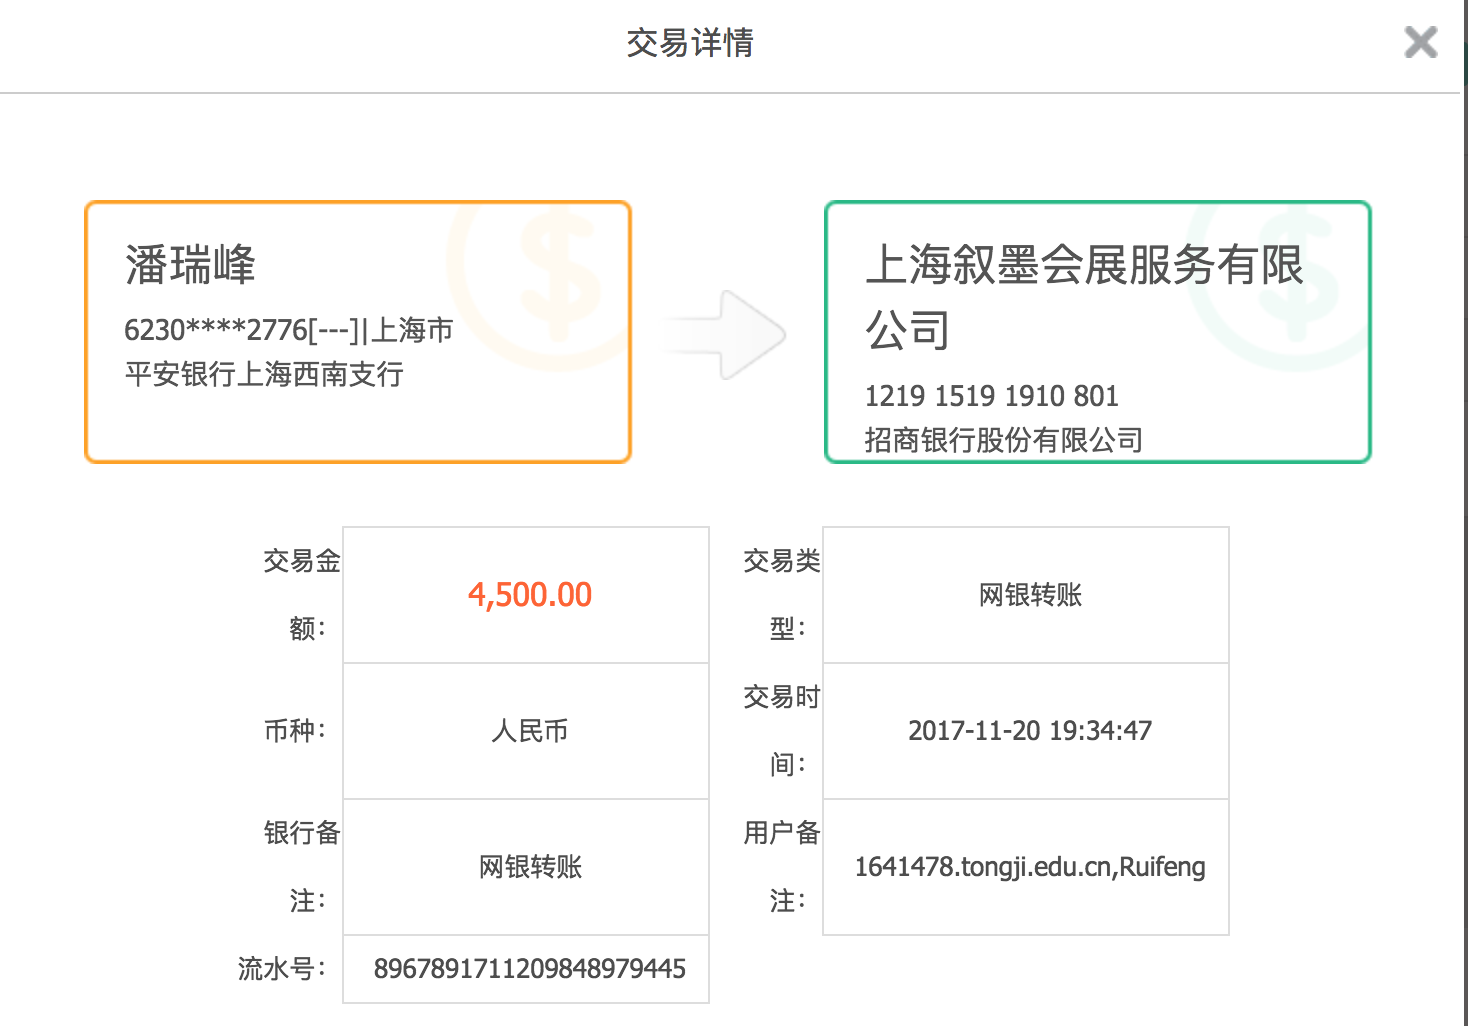 交易详情
潘瑞峰
6230****2776[---]|上海市
平安银行上海西南支行
上海叙墨会展服务有限
公司
1219 1519 1910 801
招商银行股份有限公司
交易金
额：
4,500.00
交易类
型：
网银转账
币种：
人民币
交易时
间：
2017-11-20 19:34:47
银行备
注：
网银转账
用户备
注：
1641478.tongji.edu.cn,Ruifeng
流水号：
8967891711209848979445